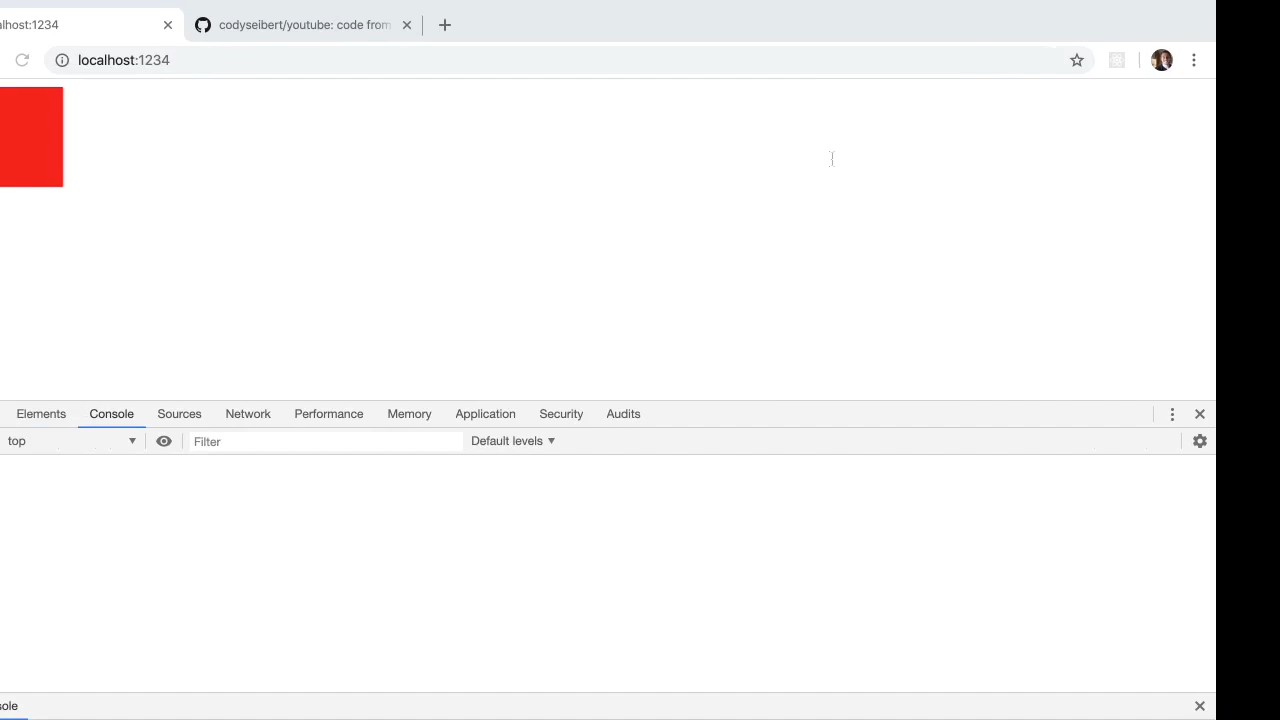 alhost:1234
codyseibert/youtube: code from
localhost:1234
Elements Console Sources Network Performance Memory Application Security Audits
top Filter Default levels
sole